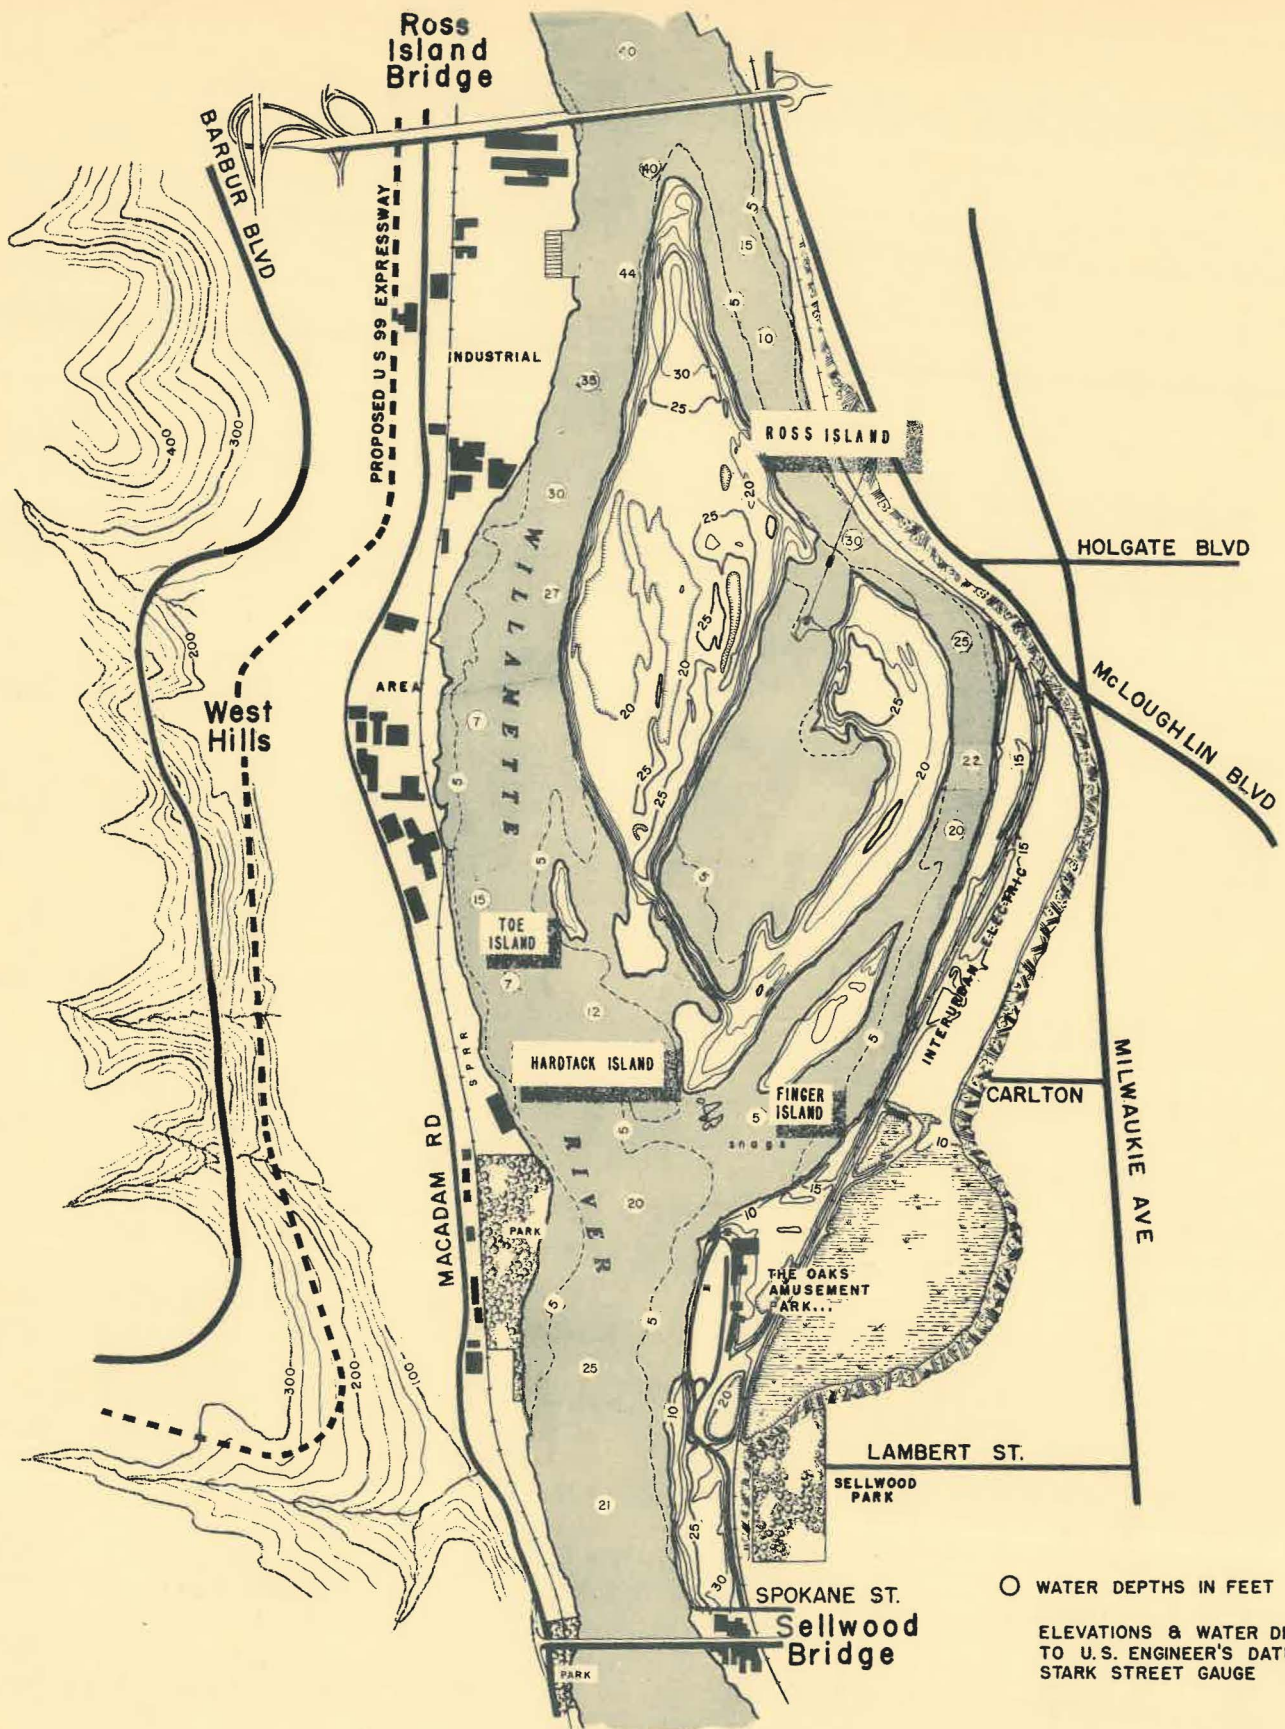 Ross
Island
Bridge
40
BARBUR BLVD
PROPOSED U S 99 EXPRESSWAY
40
5
15
44
5
10
INDUSTRIAL
35
30
25
ROSS ISLAND
400
300
30
20
25
30
HOLGATE BLVD
WILLANETTE
27
25
25
20
200
West
Hills
AREA
McLOUGHLIN BLVD
7
20
25
22
15
5
25
25
20
20
5
5
15
15
TOE
ISLAND
INTERURBAN ELECTRIC
7
12
5
SPRR
HARDTACK ISLAND
FINGER
ISLAND
CARLTON
MILWAUKIE AVE
5
5
snags
10
MACADAM RD
RIVER
15
20
10
PARK
THE OAKS
AMUSEMENT
PARK...
5
5
25
300
200
100
10
20
LAMBERT ST.
SELLWOOD
PARK
21
25
30
SPOKANE ST.
Sellwood
Bridge
PARK
WATER DEPTHS IN FEET
ELEVATIONS & WATER DE
TO U.S. ENGINEER'S DAT
STARK STREET GAUGE